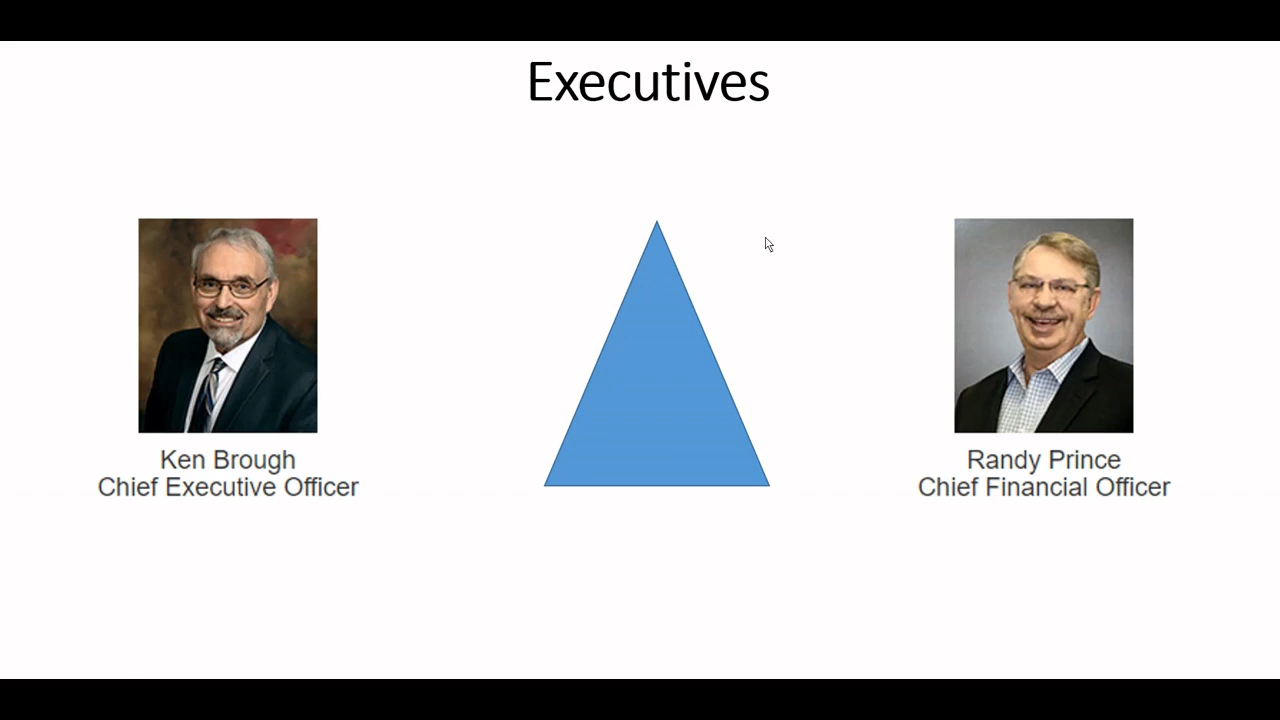 Executives
Ken Brough
Chief Executive Officer
Randy Prince
Chief Financial Officer